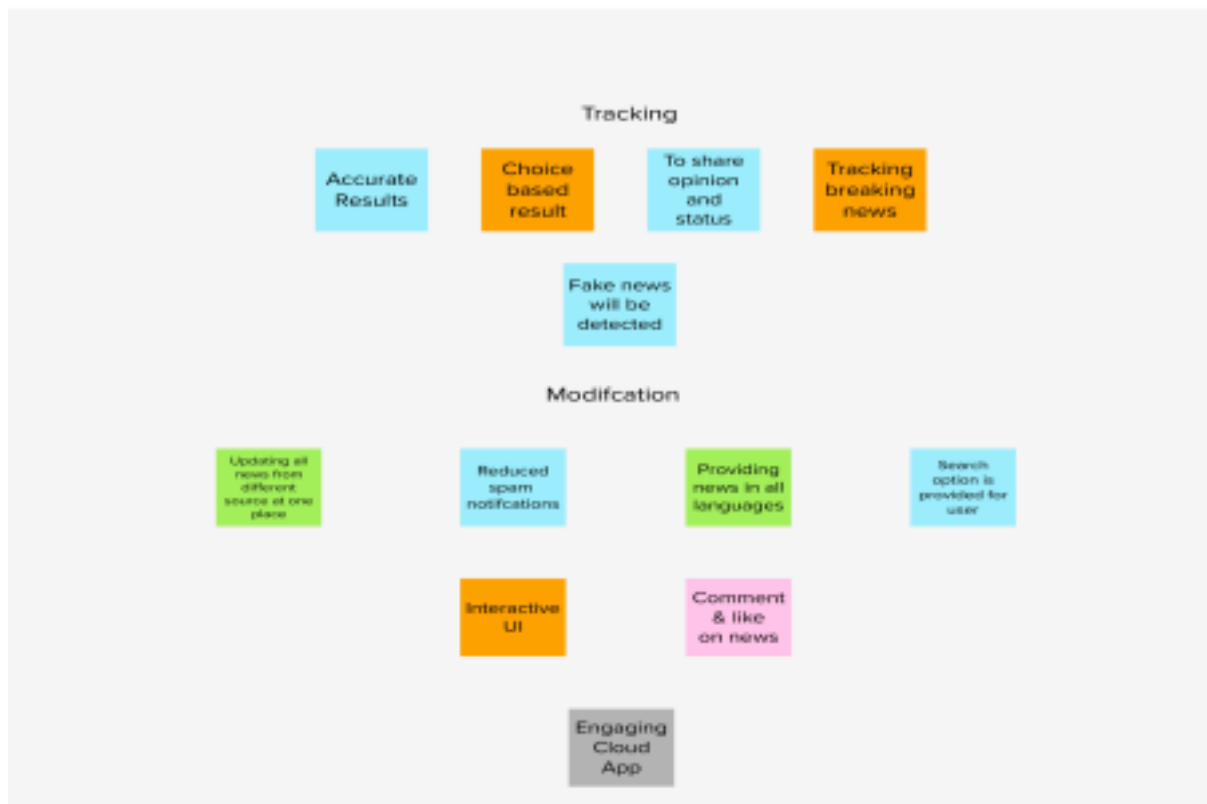 Tracking
Accurate
Results
Choice
based
result
To share
opinion
and
status
Tracking
breaking
news
Fake news
will be
detected
Modifcation
Updating all
news from
different
source at one
place
Reduced
spam
notifcations
Providing
news in all
languages
Search
option is
provided for
user
Interactive
UI
Comment
& like
on news
Engaging
Cloud
App